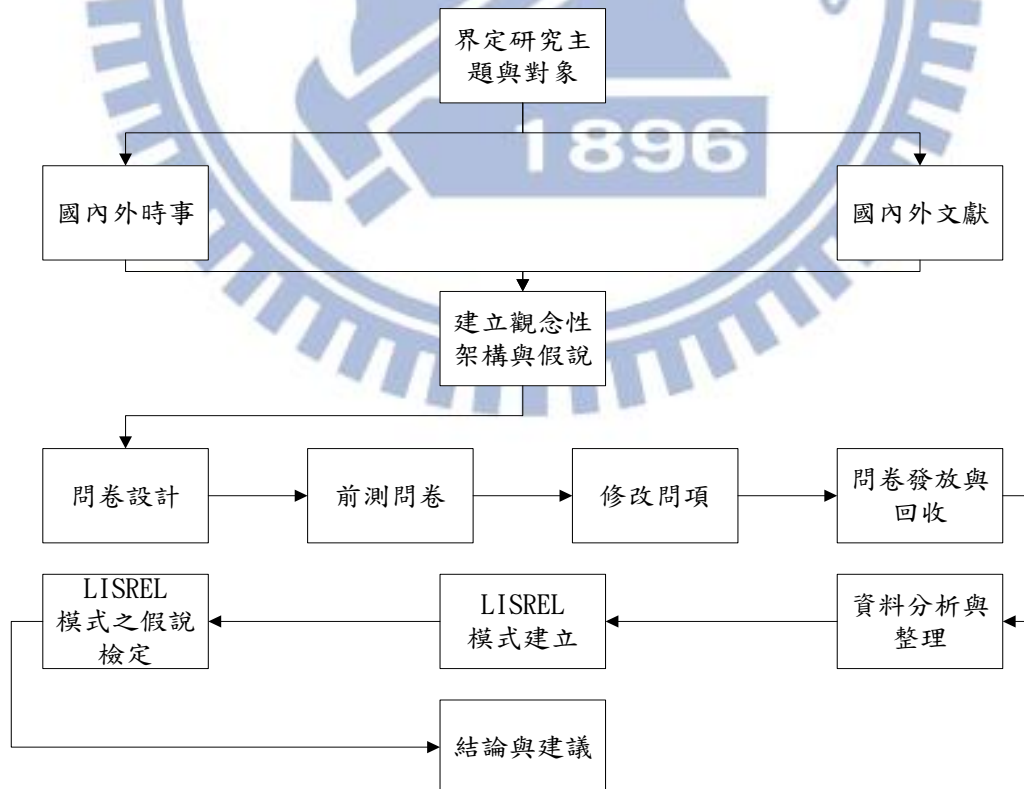 界定研究主
題與對象
1896
國內外時事
國內外文獻
建立觀念性
架構與假說
問卷設計
前測問卷
修改問項
問卷發放與
回收
LISREL
模式之假說
檢定
LISREL
模式建立
資料分析與
整理
結論與建議